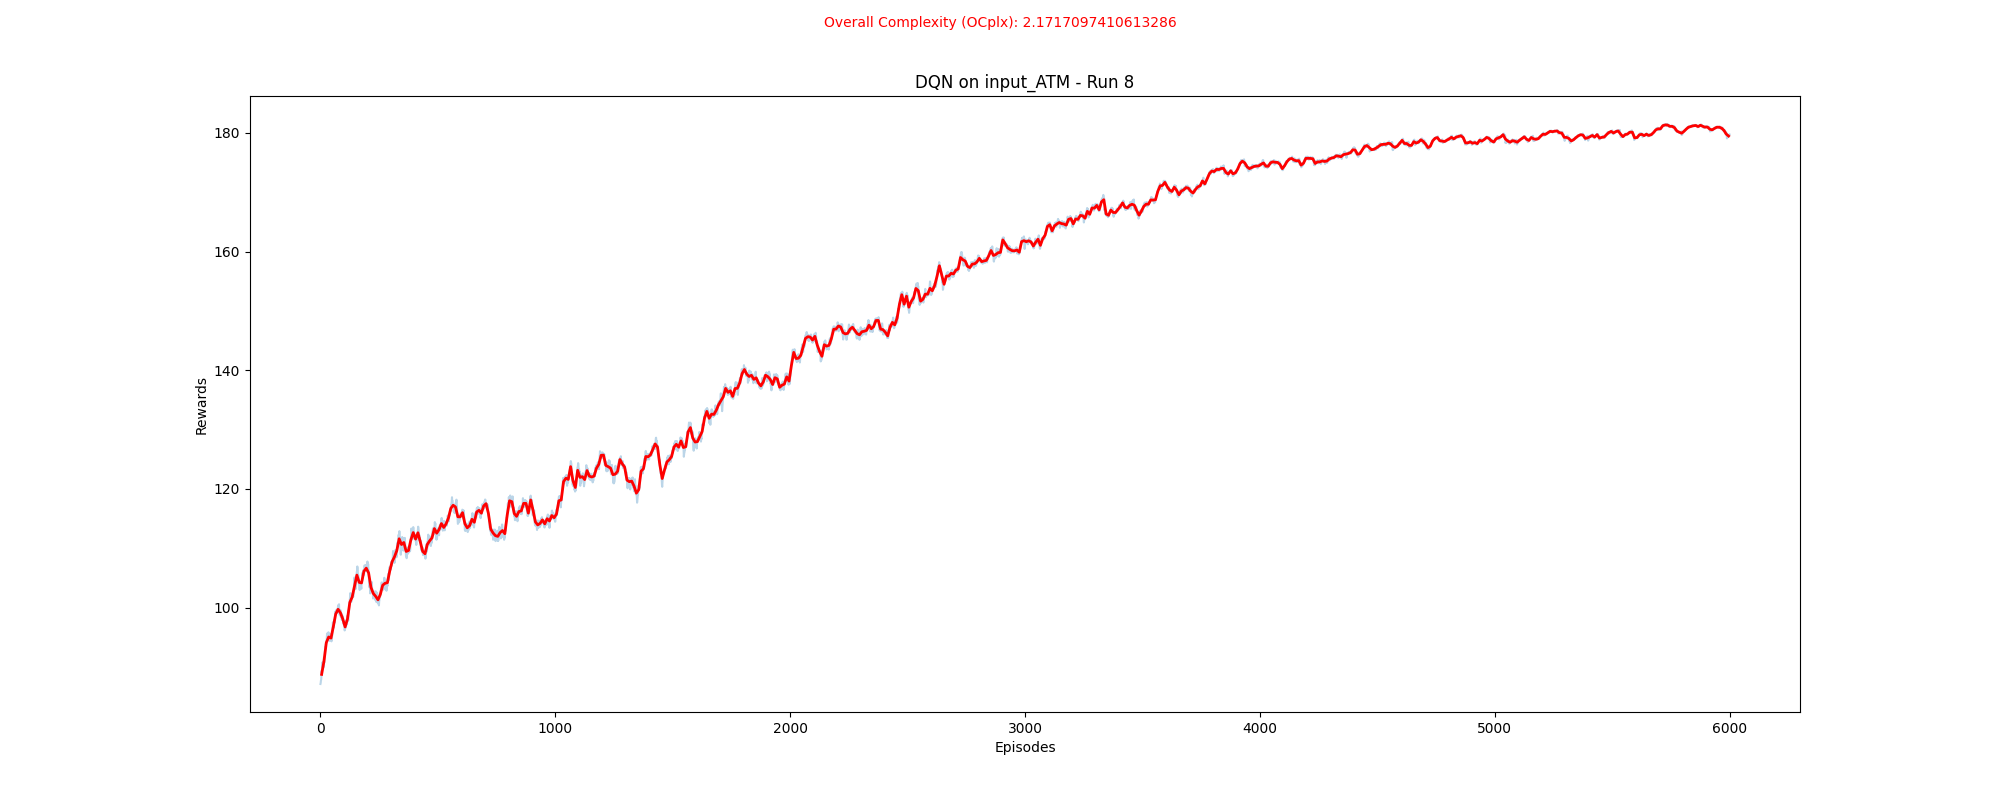 Overall Complexity (OCplx): 2.1717097410613286
DQN on input_ATM - Run 8
180
160
140
120
100
Rewards
0 1000 2000 3000 4000 5000 6000
Episodes